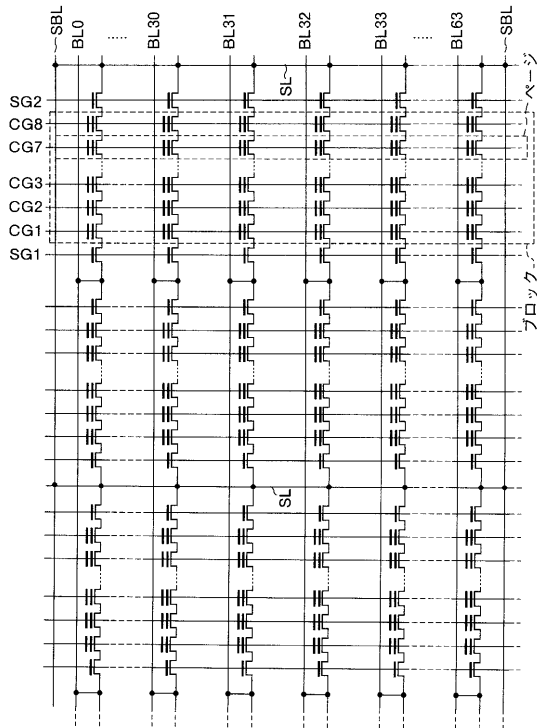 SBL
BL0
BL30
BL31
BL32
BL33
BL63
SBL
SL
SG2
CG8
CG7
CG3
CG2
CG1
SG1
ページ
ブロック
SL